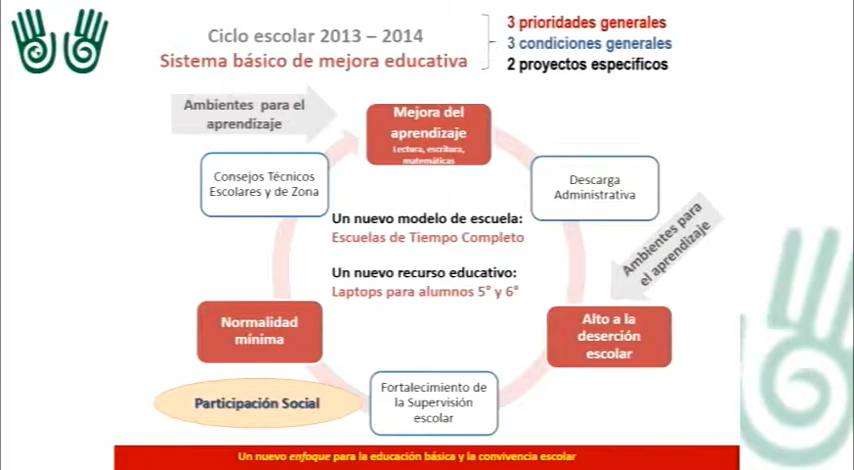 Ciclo escolar 2013 – 2014
Sistema básico de mejora educativa
3 prioridades generales
3 condiciones generales
2 proyectos especificos
Ambientes para el
aprendizaje
Mejora del
aprendizaje
Lectura, escritura,
matemáticas
Consejos Técnicos
Escolares y de Zona
Descarga
Administrativa
Un nuevo modelo de escuela:
Escuelas de Tiempo Completo
Ambientes para
el aprendizaje
Un nuevo recurso educativo:
Laptops para alumnos 5° y 6°
Normalidad
mínima
Alto a la
deserción
escolar
Participación Social
Fortalecimiento de
la Supervisión
escolar
Un nuevo enfoque para la educación básica y la convivencia escolar